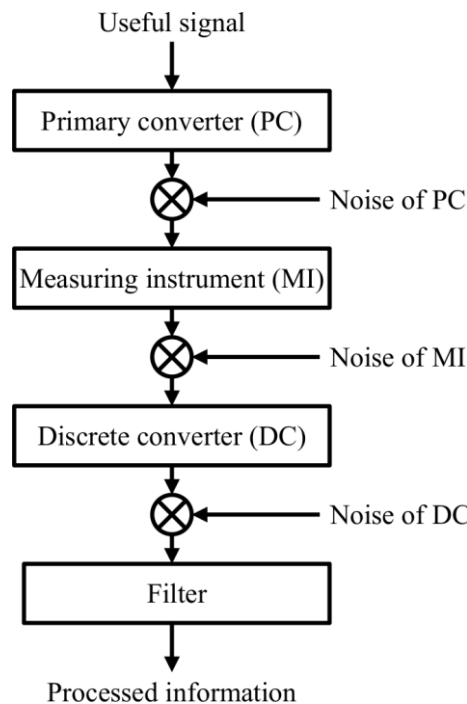 Useful signal
Primary converter (PC)
Noise of PC
Measuring instrument (MI)
Noise of MI
Discrete converter (DC)
Noise of DC
Filter
Processed information